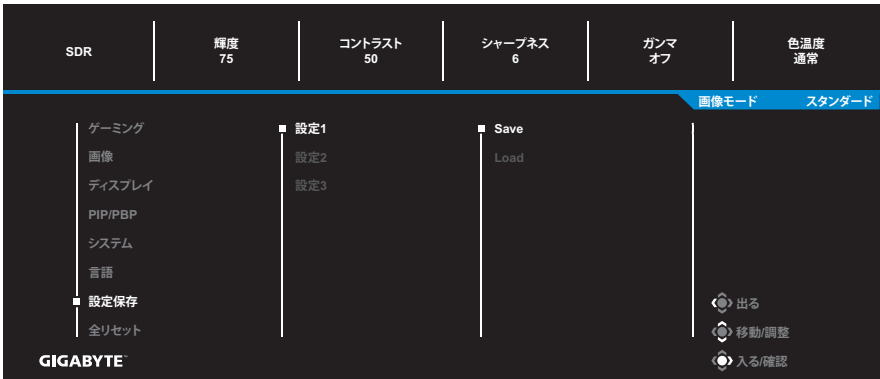 SDR
輝度
75
コントラスト
50
シャープネス
6
ガンマ
オフ
色温度
通常
画像モード スタンダード
ゲーミング
画像
ディスプレイ
PIP/PBP
システム
言語
設定保存
全リセット
設定1
設定2
設定3
Save
Load
出る
移動/調整
入る/確認
GIGABYTE™